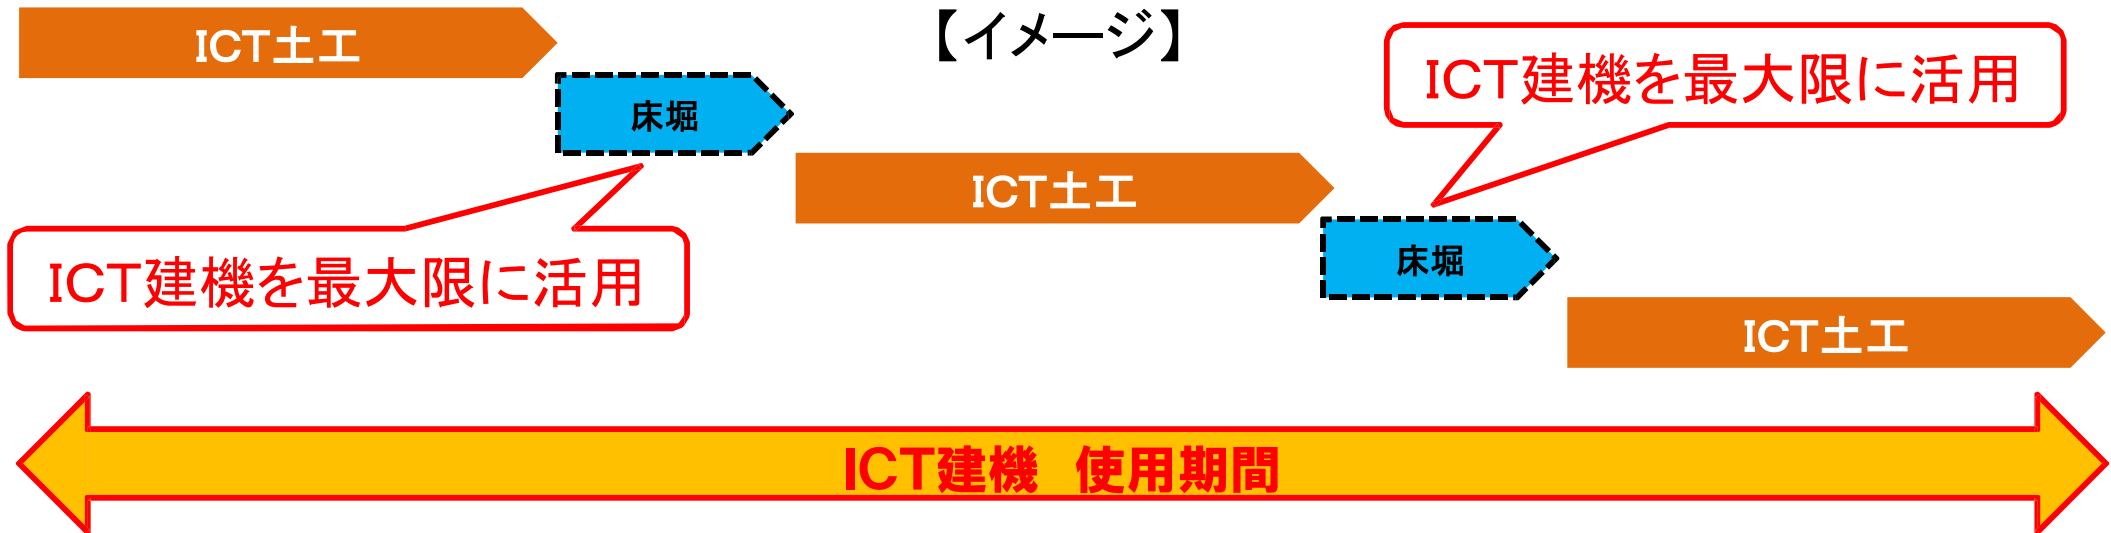 【イメージ】
ICT土工
床堀
ICT建機を最大限に活用
ICT土工
ICT建機を最大限に活用
床堀
ICT土工
ICT建機　使用期間